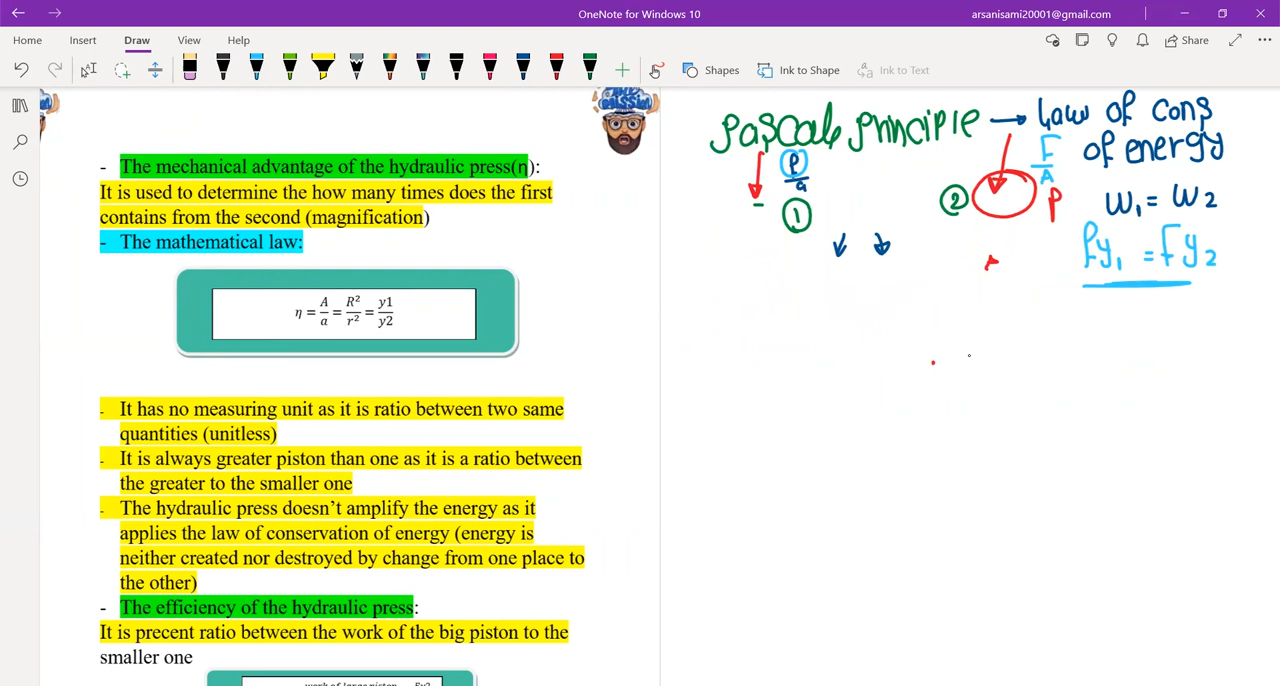 OneNote for Windows 10
arsanisami20001@gmail.com
Home Insert Draw View Help
Share
Shapes Ink to Shape Ink to Text
- The mechanical advantage of the hydraulic press(η):
It is used to determine the how many times does the first
contains from the second (magnification)
- The mathematical law:
η = A/a = R²/r² = y1/y2
- It has no measuring unit as it is ratio between two same
quantities (unitless)
- It is always greater piston than one as it is a ratio between
the greater to the smaller one
- The hydraulic press doesn’t amplify the energy as it
applies the law of conservation of energy (energy is
neither created nor destroyed by change from one place to
the other)
- The efficiency of the hydraulic press:
It is precent ratio between the work of the big piston to the
smaller one
work of large piston Fy2
Pascals principle → Law of cons
of energy
F/A
a
① ② P
W₁ = W₂
fy₁ = Fy₂